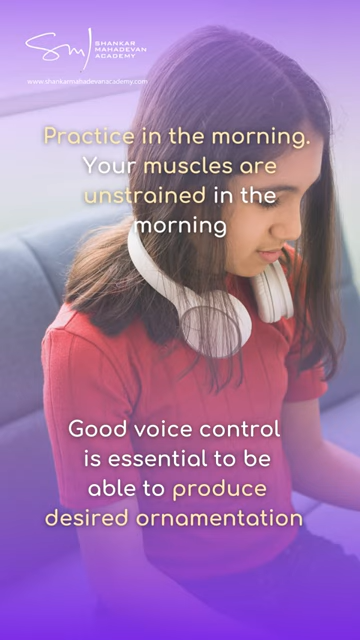 Sm
SHANKAR
MAHADEVAN
ACADEMY
www.shankarmahadevanacademy.com
Practice in the morning.
Your muscles are
unstrained in the
morning
Good voice control
is essential to be
able to produce
desired ornamentation